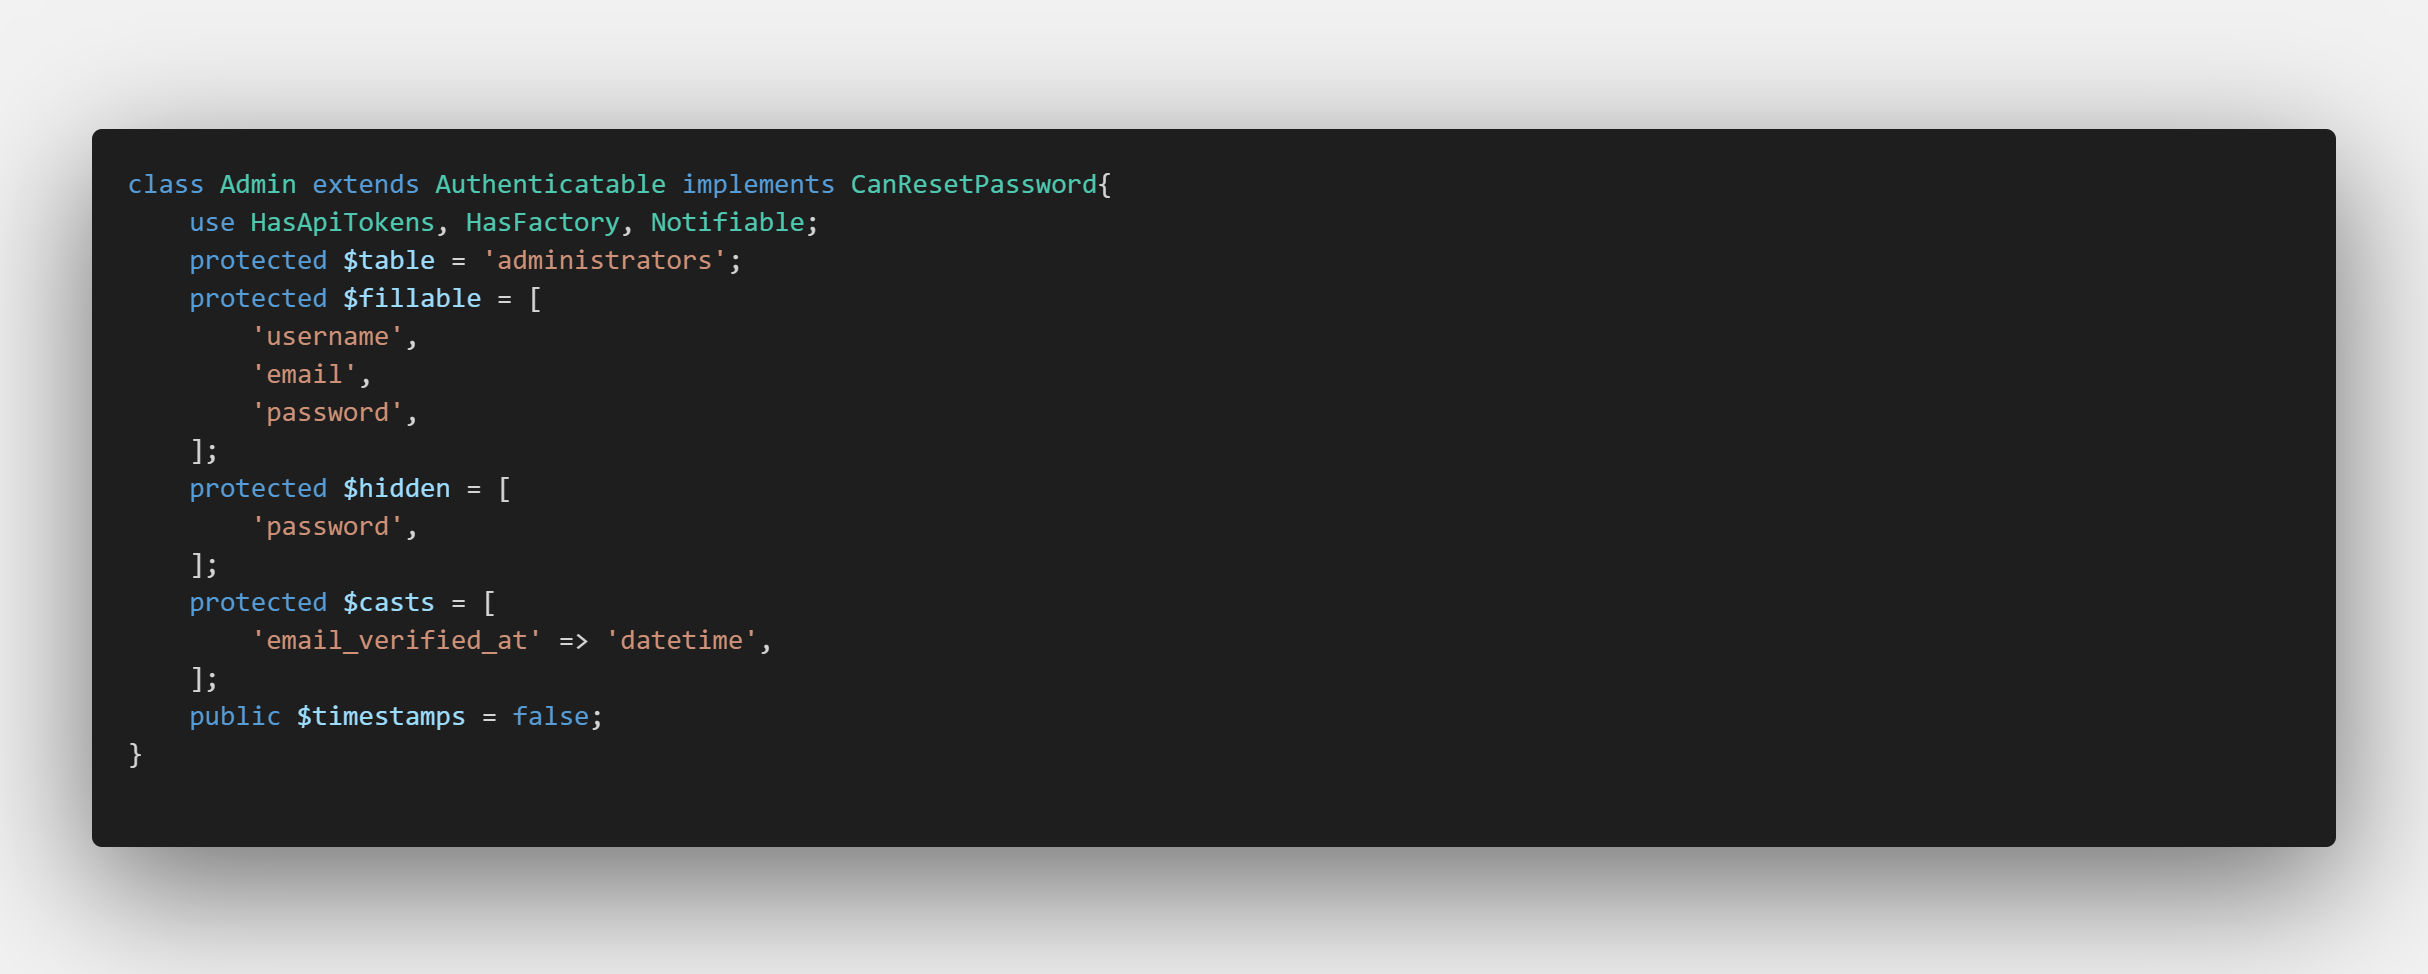 class Admin extends Authenticatable implements CanResetPassword{
    use HasApiTokens, HasFactory, Notifiable;
    protected $table = 'administrators';
    protected $fillable = [
        'username',
        'email',
        'password',
    ];
    protected $hidden = [
        'password',
    ];
    protected $casts = [
        'email_verified_at' => 'datetime',
    ];
    public $timestamps = false;
}